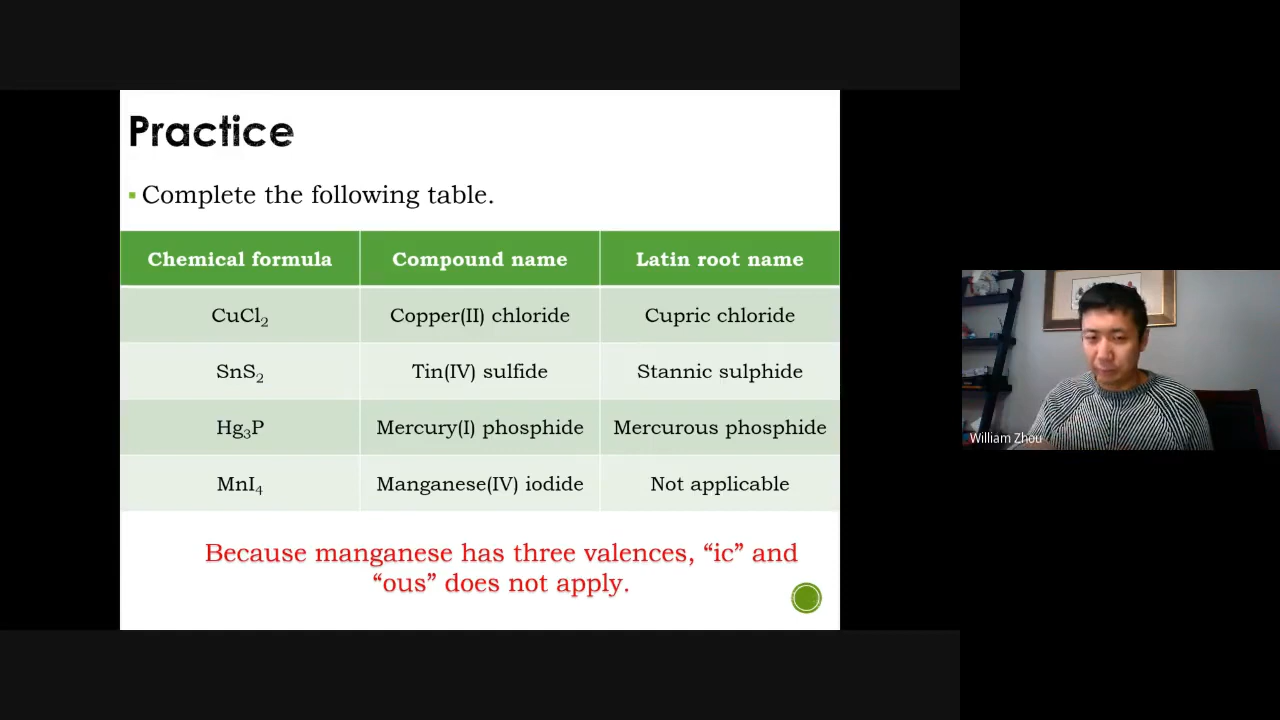 Practice
Complete the following table.
Chemical formula Compound name Latin root name
CuCl₂ Copper(II) chloride Cupric chloride
SnS₂ Tin(IV) sulfide Stannic sulphide
Hg₃P Mercury(I) phosphide Mercurous phosphide
MnI₄ Manganese(IV) iodide Not applicable
Because manganese has three valences, “ic” and
“ous” does not apply.
William Zhou